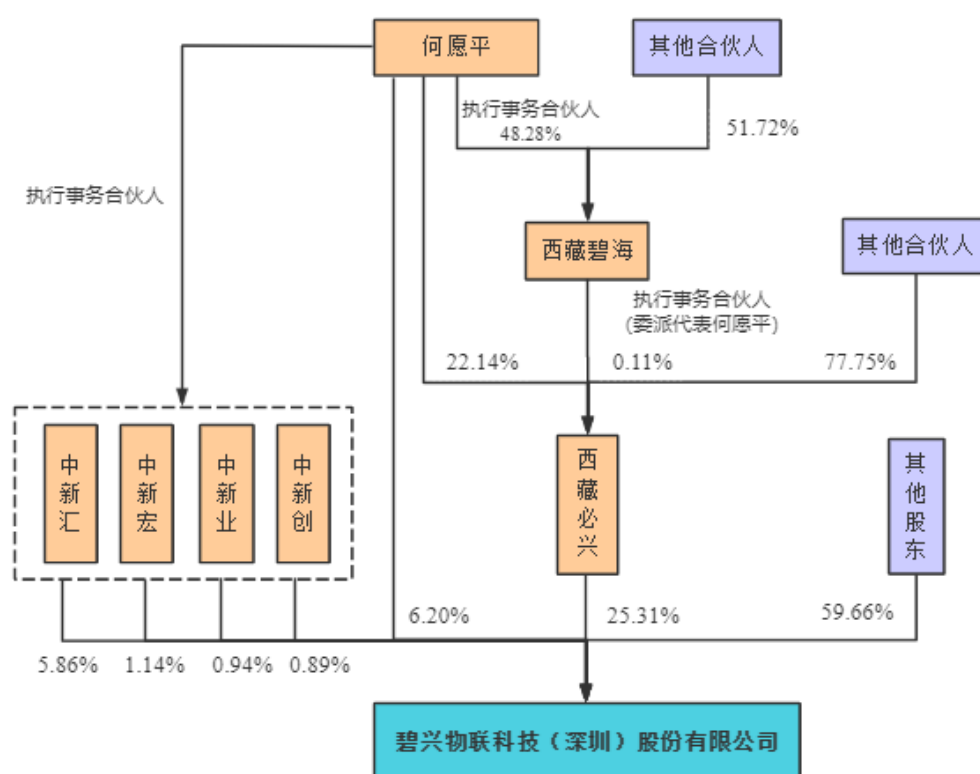 何愿平
其他合伙人
执行事务合伙人
48.28%
51.72%
执行事务合伙人
西藏碧海
其他合伙人
执行事务合伙人
(委派代表何愿平)
22.14%
0.11%
77.75%
中新汇
中新宏
中新业
中新创
西藏必兴
其他股东
6.20%
25.31%
59.66%
5.86%
1.14%
0.94%
0.89%
碧兴物联科技（深圳）股份有限公司